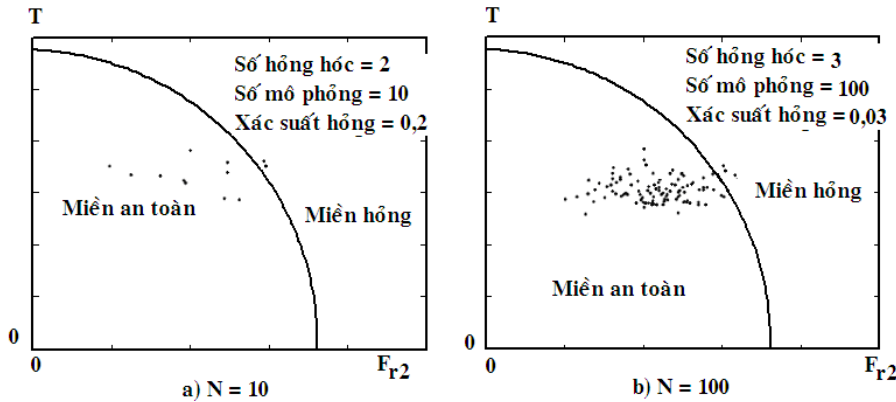 T
Số hỏng hóc = 2
Số mô phỏng = 10
Xác suất hỏng = 0,2
Miền an toàn
Miền hỏng
0
0
Fr2
a) N = 10
T
Số hỏng hóc = 3
Số mô phỏng = 100
Xác suất hỏng = 0,03
Miền hỏng
Miền an toàn
0
0
Fr2
b) N = 100